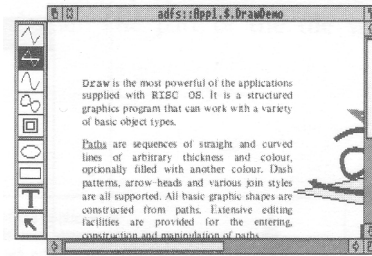 adfs::Appl.$.DrawDemo
Draw is the most powerful of the applications
supplied with RISC OS. It is a structured
graphics program that can work with a variety
of basic object types.
Paths are sequences of straight and curved
lines of arbitrary thickness and colour,
optionally filled with another colour. Dash
patterns, arrow-heads and various join styles
are all supported. All basic graphic shapes are
constructed from paths. Extensive editing
facilities are provided for the entering,
construction and manipulation of paths.
T